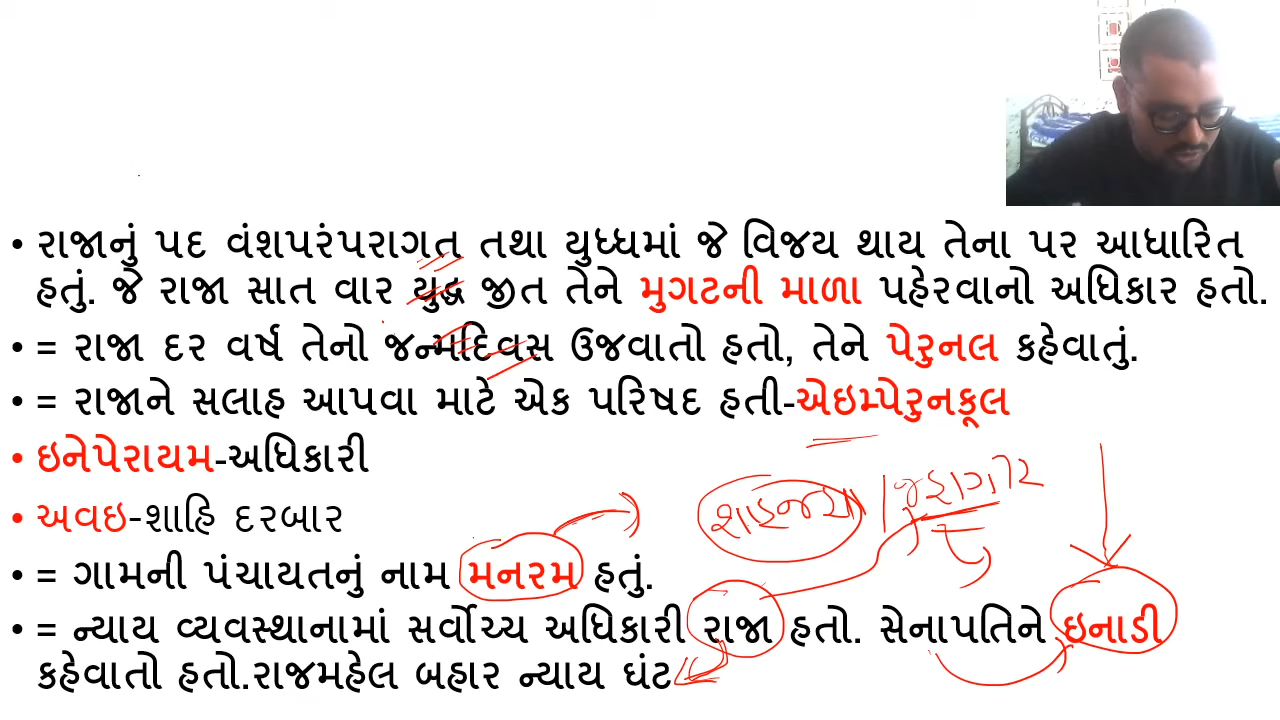 • રાજાનું પદ વંશપરંપરાગત તથા યુધ્ધમાં જે વિજય થાય તેના પર આધારિત
હતું. જે રાજા સાત વાર યુદ્ધ જીત તેને મુગટની માળા પહેરવાનો અધિકાર હતો.
• = રાજા દર વર્ષ તેનો જન્મદિવસ ઉજવાતો હતો, તેને પેરુનલ કહેવાતું.
• = રાજાને સલાહ આપવા માટે એક પરિષદ હતી-એઇમ્પેરુનકૂલ
• ઇનેપેરાયમ-અધિકારી
• અવઇ-શાહિ દરબાર
• = ગામની પંચાયતનું નામ મનરમ હતું.
• = ન્યાય વ્યવસ્થાનામાં સર્વોચ્ચ અધિકારી રાજા હતો. સેનાપતિને ઇનાડી
કહેવાતો હતો.રાજમહેલ બહાર ન્યાય ઘંટ